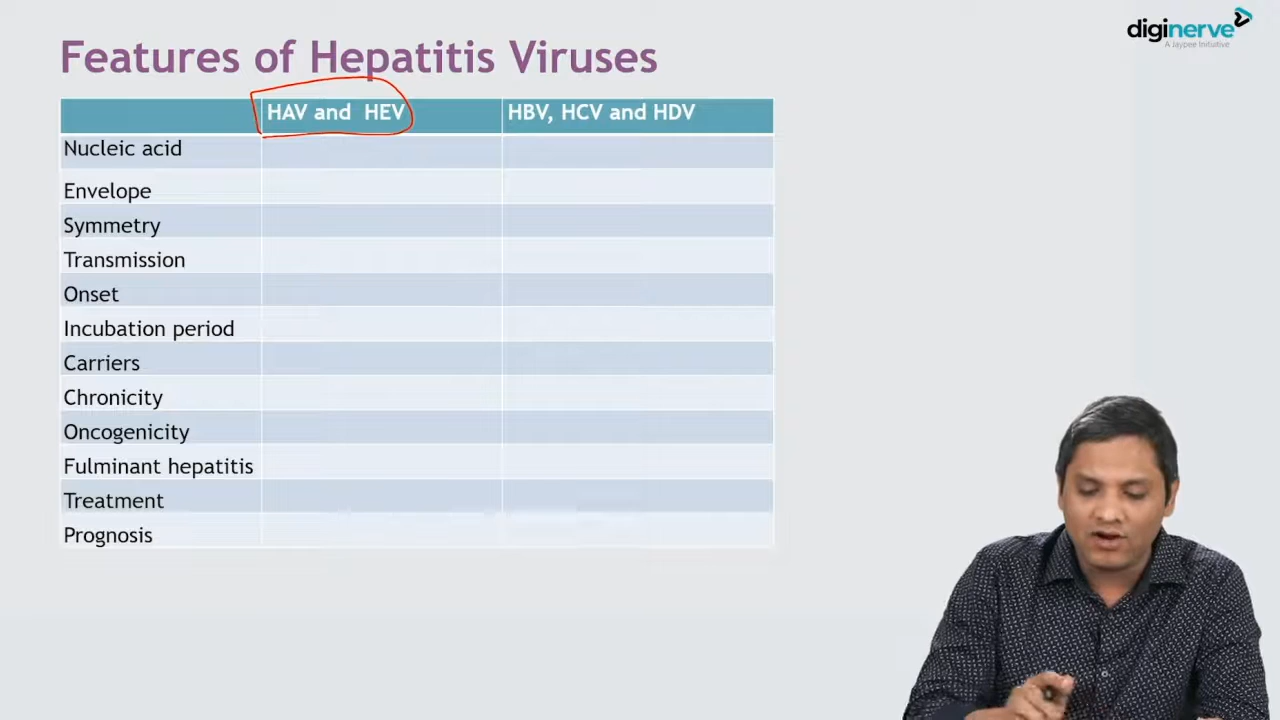 Features of Hepatitis Viruses
diginerve
A Jaypee Initiative
HAV and HEV HBV, HCV and HDV
Nucleic acid
Envelope
Symmetry
Transmission
Onset
Incubation period
Carriers
Chronicity
Oncogenicity
Fulminant hepatitis
Treatment
Prognosis